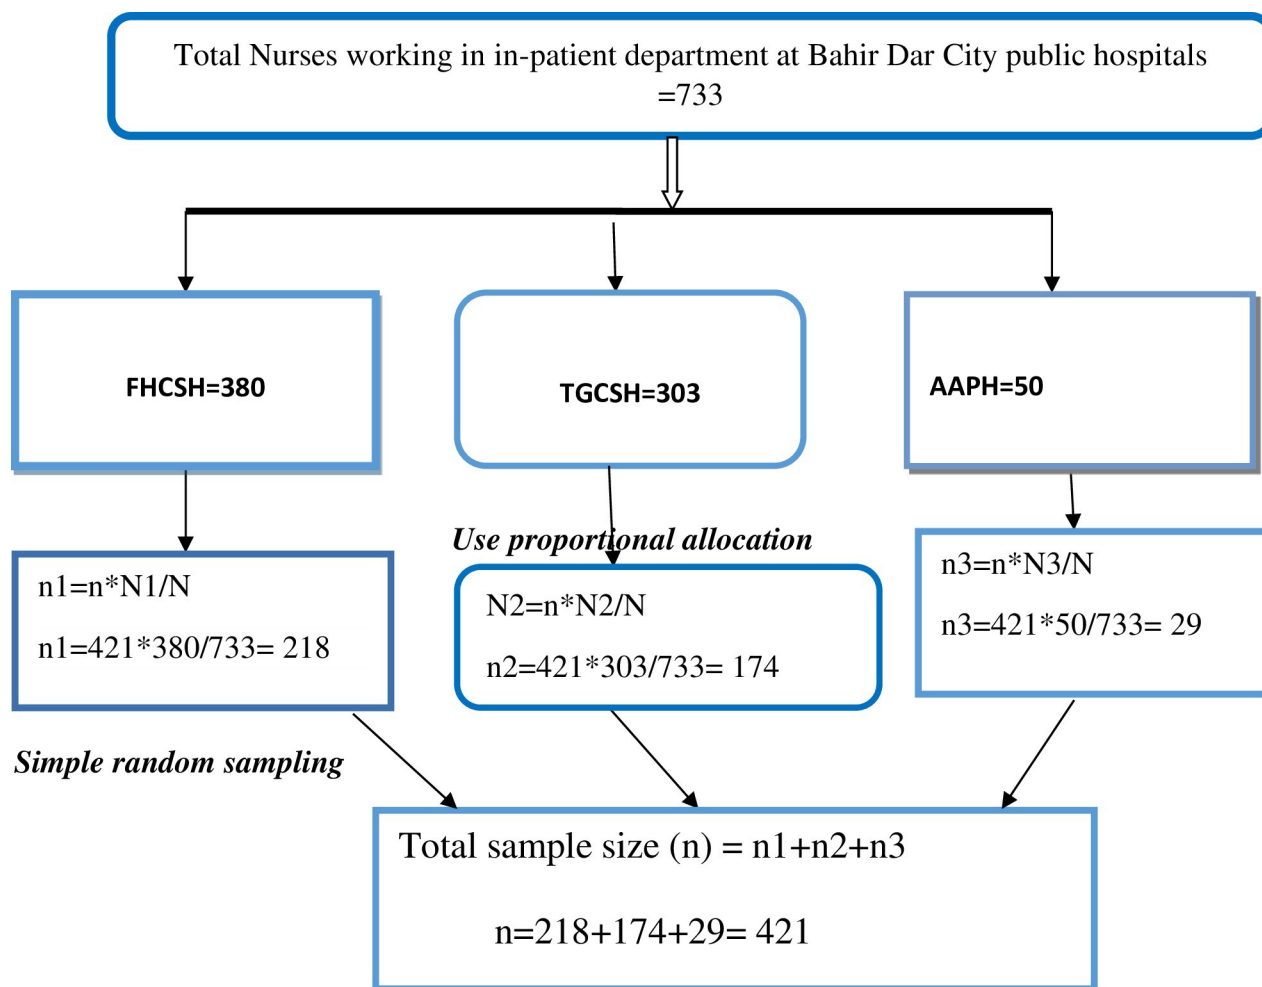 Total Nurses working in in-patient department at Bahir Dar City public hospitals
=733
FHCSH=380
TGCSH=303
AAPH=50
Use proportional allocation
n1=n*N1/N
n1=421*380/733= 218
N2=n*N2/N
n2=421*303/733= 174
n3=n*N3/N
n3=421*50/733= 29
Simple random sampling
Total sample size (n) = n1+n2+n3
n=218+174+29= 421